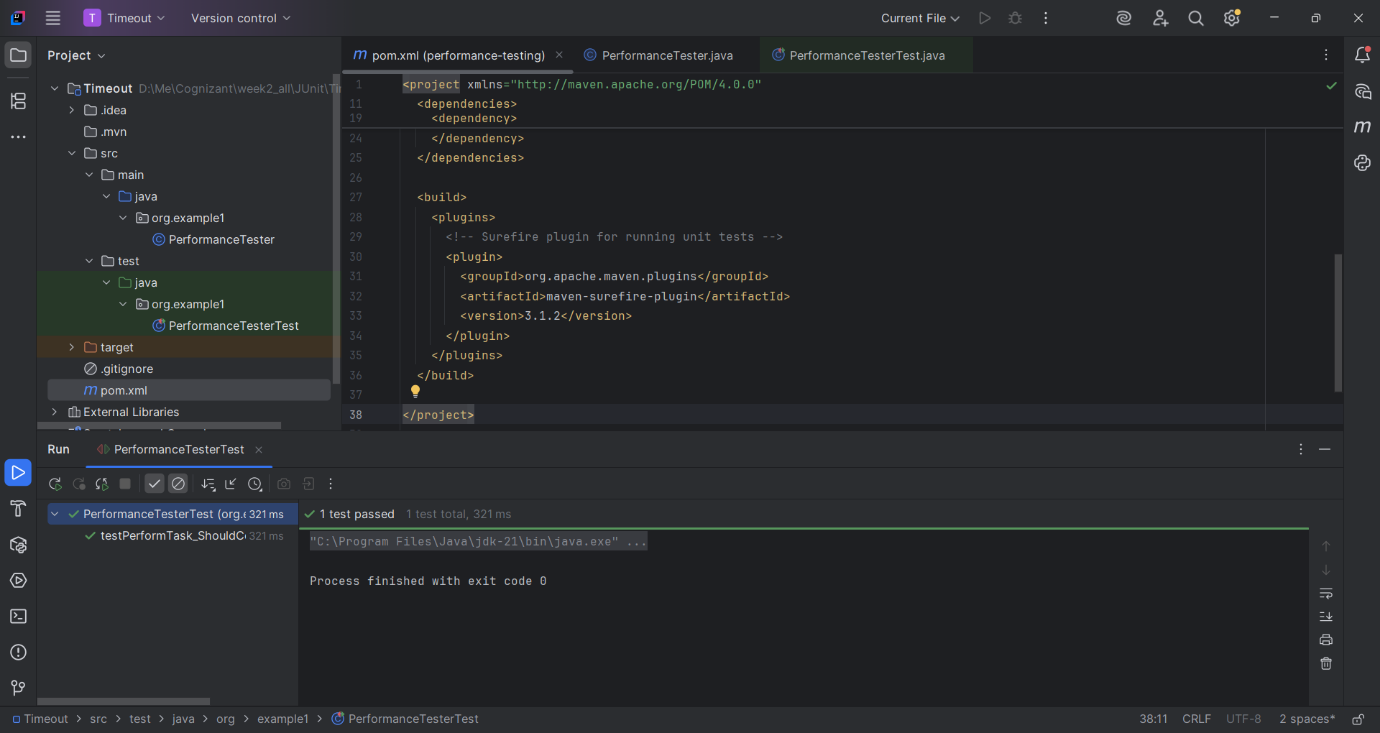 T Timeout Version control Current File
Project
pom.xml (performance-testing) PerformanceTester.java PerformanceTesterTest.java
Timeout D:\Me\Cognizant\week2_all\JUnit\Ti
.idea
.mvn
src
main
java
org.example1
PerformanceTester
test
java
org.example1
PerformanceTesterTest
target
.gitignore
pom.xml
External Libraries
1 <project xmlns="http://maven.apache.org/POM/4.0.0"
11 <dependencies>
19 <dependency>
24 </dependency>
25 </dependencies>
26
27 <build>
28 <plugins>
29 <!-- Surefire plugin for running unit tests -->
30 <plugin>
31 <groupId>org.apache.maven.plugins</groupId>
32 <artifactId>maven-surefire-plugin</artifactId>
33 <version>3.1.2</version>
34 </plugin>
35 </plugins>
36 </build>
37
38 </project>
Run PerformanceTesterTest
PerformanceTesterTest (org.e 321 ms
testPerformTask_ShouldCo 321 ms
1 test passed 1 test total, 321 ms
"C:\Program Files\Java\jdk-21\bin\java.exe" ...
Process finished with exit code 0
Timeout > src > test > java > org > example1 > PerformanceTesterTest
38:11 CRLF UTF-8 2 spaces*